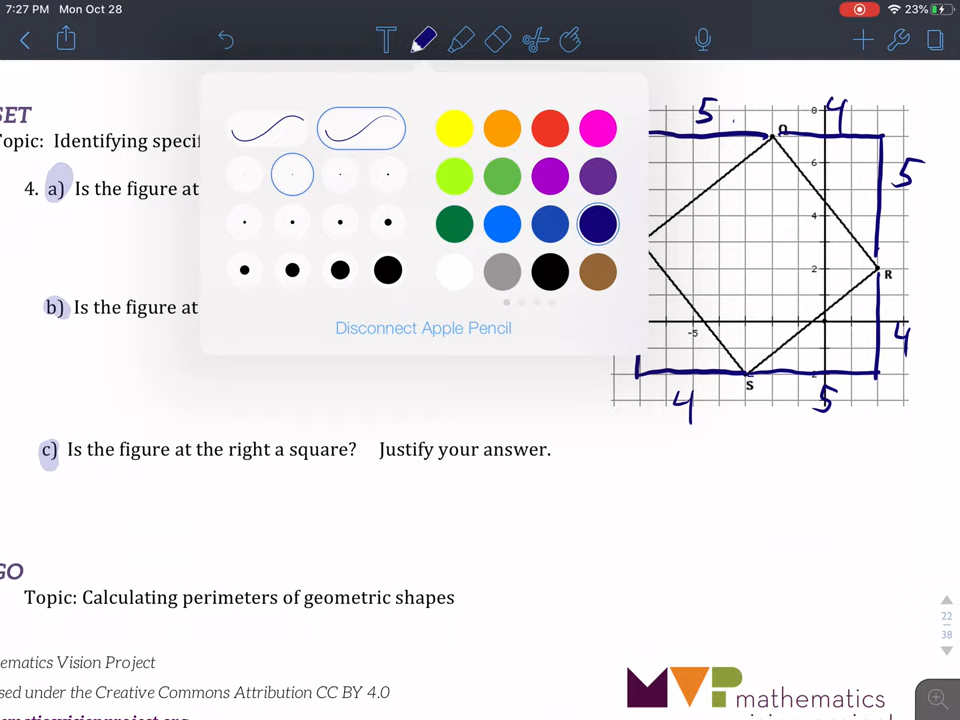 7:27 PM Mon Oct 28
23%
T
SET
Topic: Identifying specif
4. a) Is the figure at
b) Is the figure at
Disconnect Apple Pencil
5
4
8
Q
6
5
4
2
R
-5
4
S
4
5
c) Is the figure at the right a square? Justify your answer.
GO
Topic: Calculating perimeters of geometric shapes
22
38
ematics Vision Project
sed under the Creative Commons Attribution CC BY 4.0
MVP mathematics